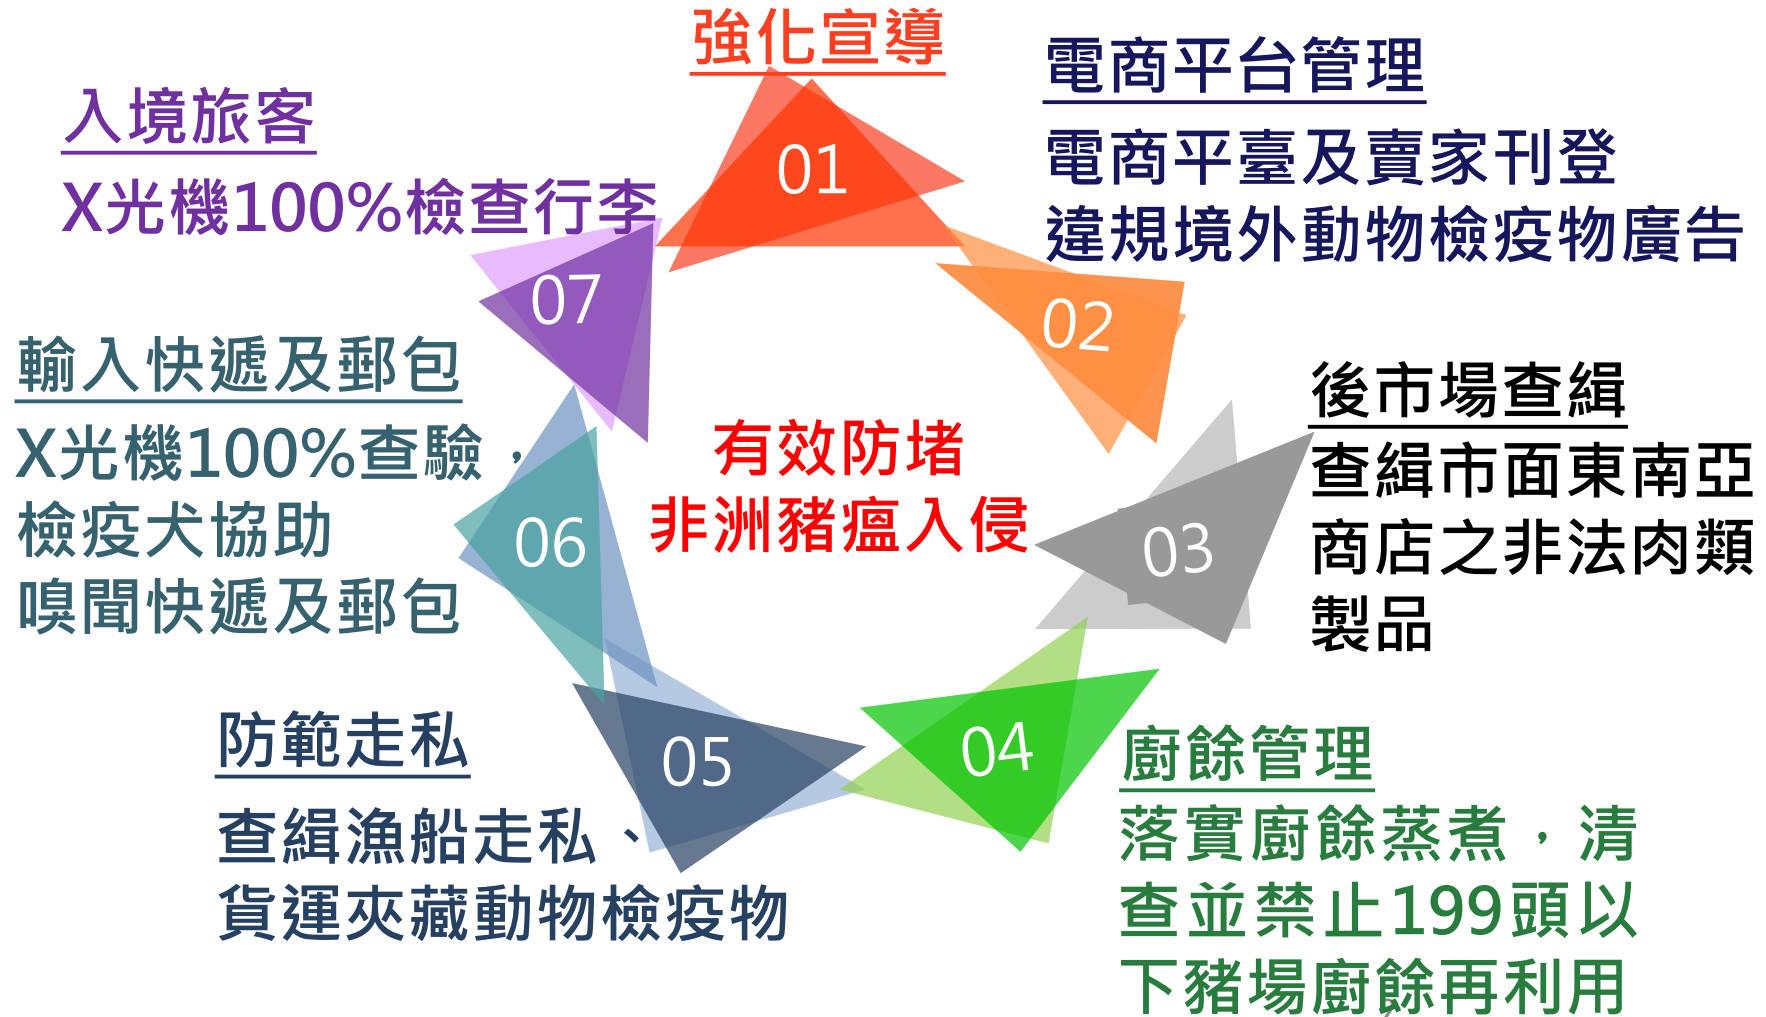 強化宣導
01
電商平台管理
電商平臺及賣家刊登
違規境外動物檢疫物廣告
02
後市場查緝
查緝市面東南亞
商店之非法肉類
製品
03
廚餘管理
落實廚餘蒸煮，清
查並禁止199頭以
下豬場廚餘再利用
04
防範走私
查緝漁船走私、
貨運夾藏動物檢疫物
05
輸入快遞及郵包
X光機100%查驗，
檢疫犬協助
嗅聞快遞及郵包
06
入境旅客
X光機100%檢查行李
07
有效防堵
非洲豬瘟入侵